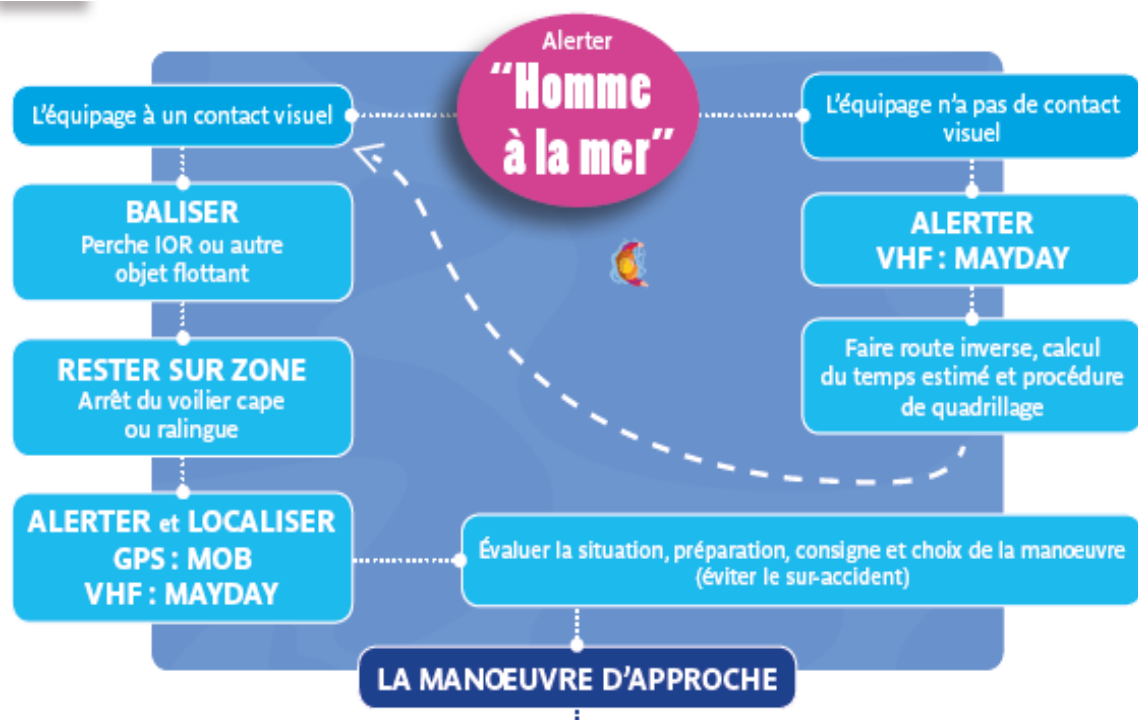 Alerter
“Homme
à la mer”
L'équipage à un contact visuel
BALISER
Perche IOR ou autre
objet flottant
RESTER SUR ZONE
Arrêt du voilier cape
ou ralingue
ALERTER et LOCALISER
GPS : MOB
VHF : MAYDAY
L'équipage n'a pas de contact
visuel
ALERTER
VHF : MAYDAY
Faire route inverse, calcul
du temps estimé et procédure
de quadrillage
Évaluer la situation, préparation, consigne et choix de la manoeuvre
(éviter le sur-accident)
LA MANŒUVRE D'APPROCHE